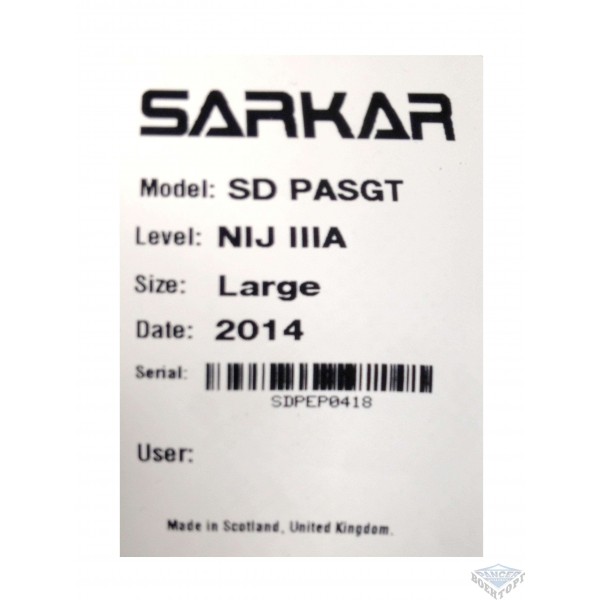 SARKAR
Model: SD PASGT
Level: NIJ IIIA
Size: Large
Date: 2014
Serial:
SDPEP0418
User:
Made in Scotland, United Kingdom.